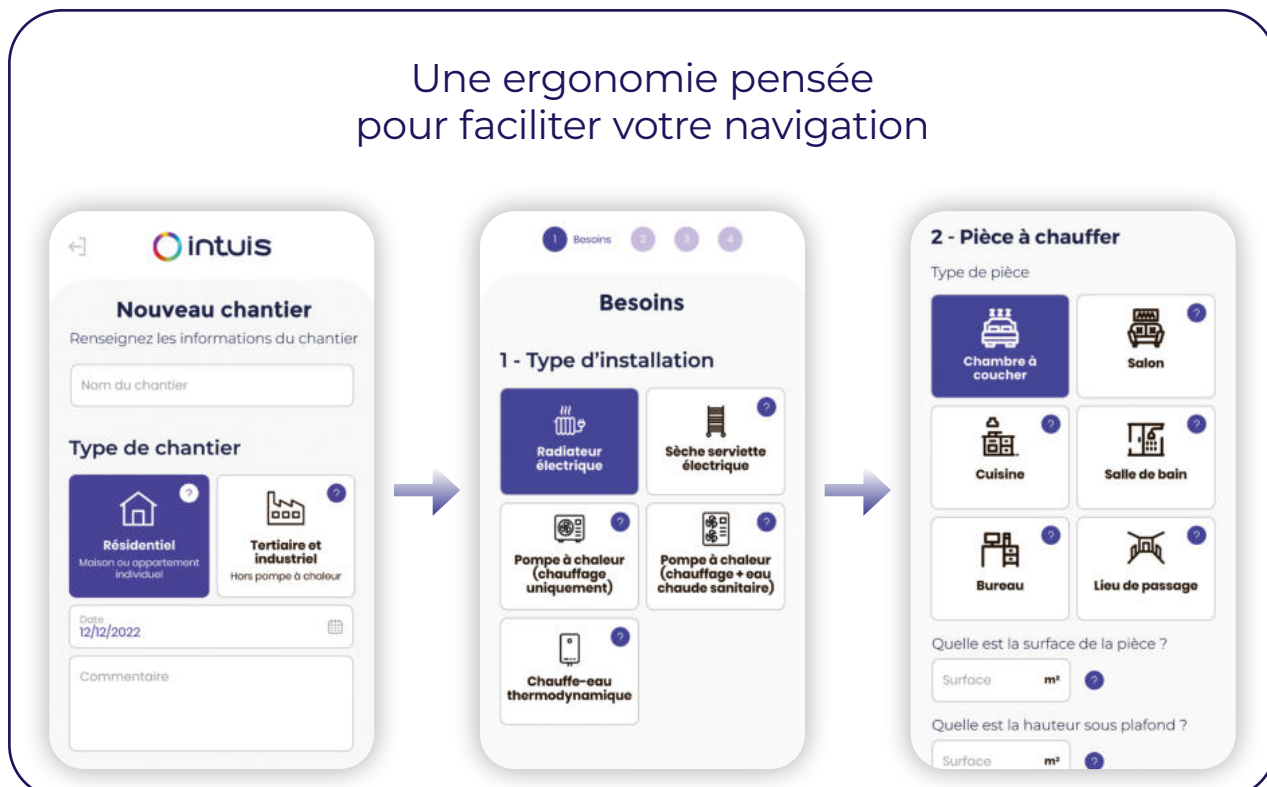 Une ergonomie pensée
pour faciliter votre navigation
intuis
Nouveau chantier
Renseignez les informations du chantier
Nom du chantier
Type de chantier
?
Résidentiel
Maison ou appartement
individuel
?
Tertiaire et
industriel
Hors pompe à chaleur
Date
12/12/2022
Commentaire
1 Besoins 2 3 4
Besoins
1 - Type d'installation
Radiateur
électrique
?
Sèche serviette
électrique
?
Pompe à chaleur
(chauffage
uniquement)
?
Pompe à chaleur
(chauffage + eau
chaude sanitaire)
?
Chauffe-eau
thermodynamique
2 - Pièce à chauffer
Type de pièce
zzz
Chambre à
coucher
?
Salon
?
Cuisine
?
Salle de bain
?
Bureau
?
Lieu de passage
Quelle est la surface de la pièce ?
Surface m² ?
Quelle est la hauteur sous plafond ?
Surface m² ?